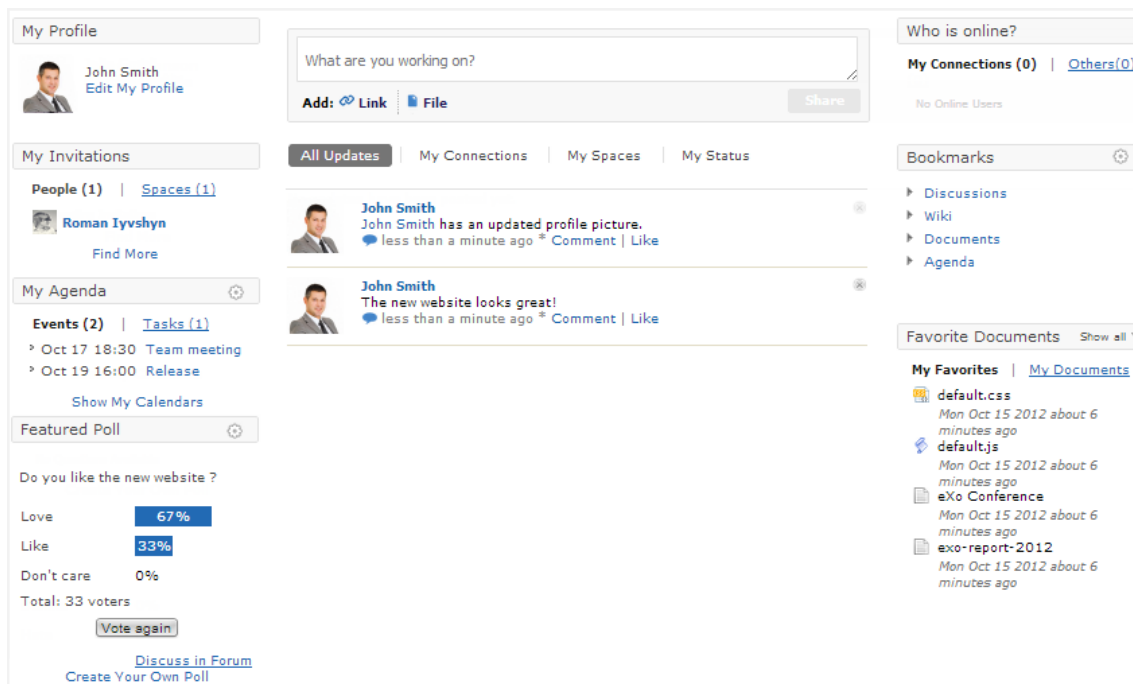 My Profile
John Smith
Edit My Profile
My Invitations
People (1) | Spaces (1)
Roman Iyvshyn
Find More
My Agenda
Events (2) | Tasks (1)
Oct 17 18:30 Team meeting
Oct 19 16:00 Release
Show My Calendars
Featured Poll
Do you like the new website ?
Love 67%
Like 33%
Don't care 0%
Total: 33 voters
Vote again
Discuss in Forum
Create Your Own Poll
What are you working on?
Add: Link File
Share
All Updates | My Connections | My Spaces | My Status
John Smith
John Smith has an updated profile picture.
less than a minute ago * Comment | Like
John Smith
The new website looks great!
less than a minute ago * Comment | Like
Who is online?
My Connections (0) | Others(0)
No Online Users
Bookmarks
Discussions
Wiki
Documents
Agenda
Favorite Documents Show all
My Favorites | My Documents
default.css
Mon Oct 15 2012 about 6
minutes ago
default.js
Mon Oct 15 2012 about 6
minutes ago
eXo Conference
Mon Oct 15 2012 about 6
minutes ago
exo-report-2012
Mon Oct 15 2012 about 6
minutes ago